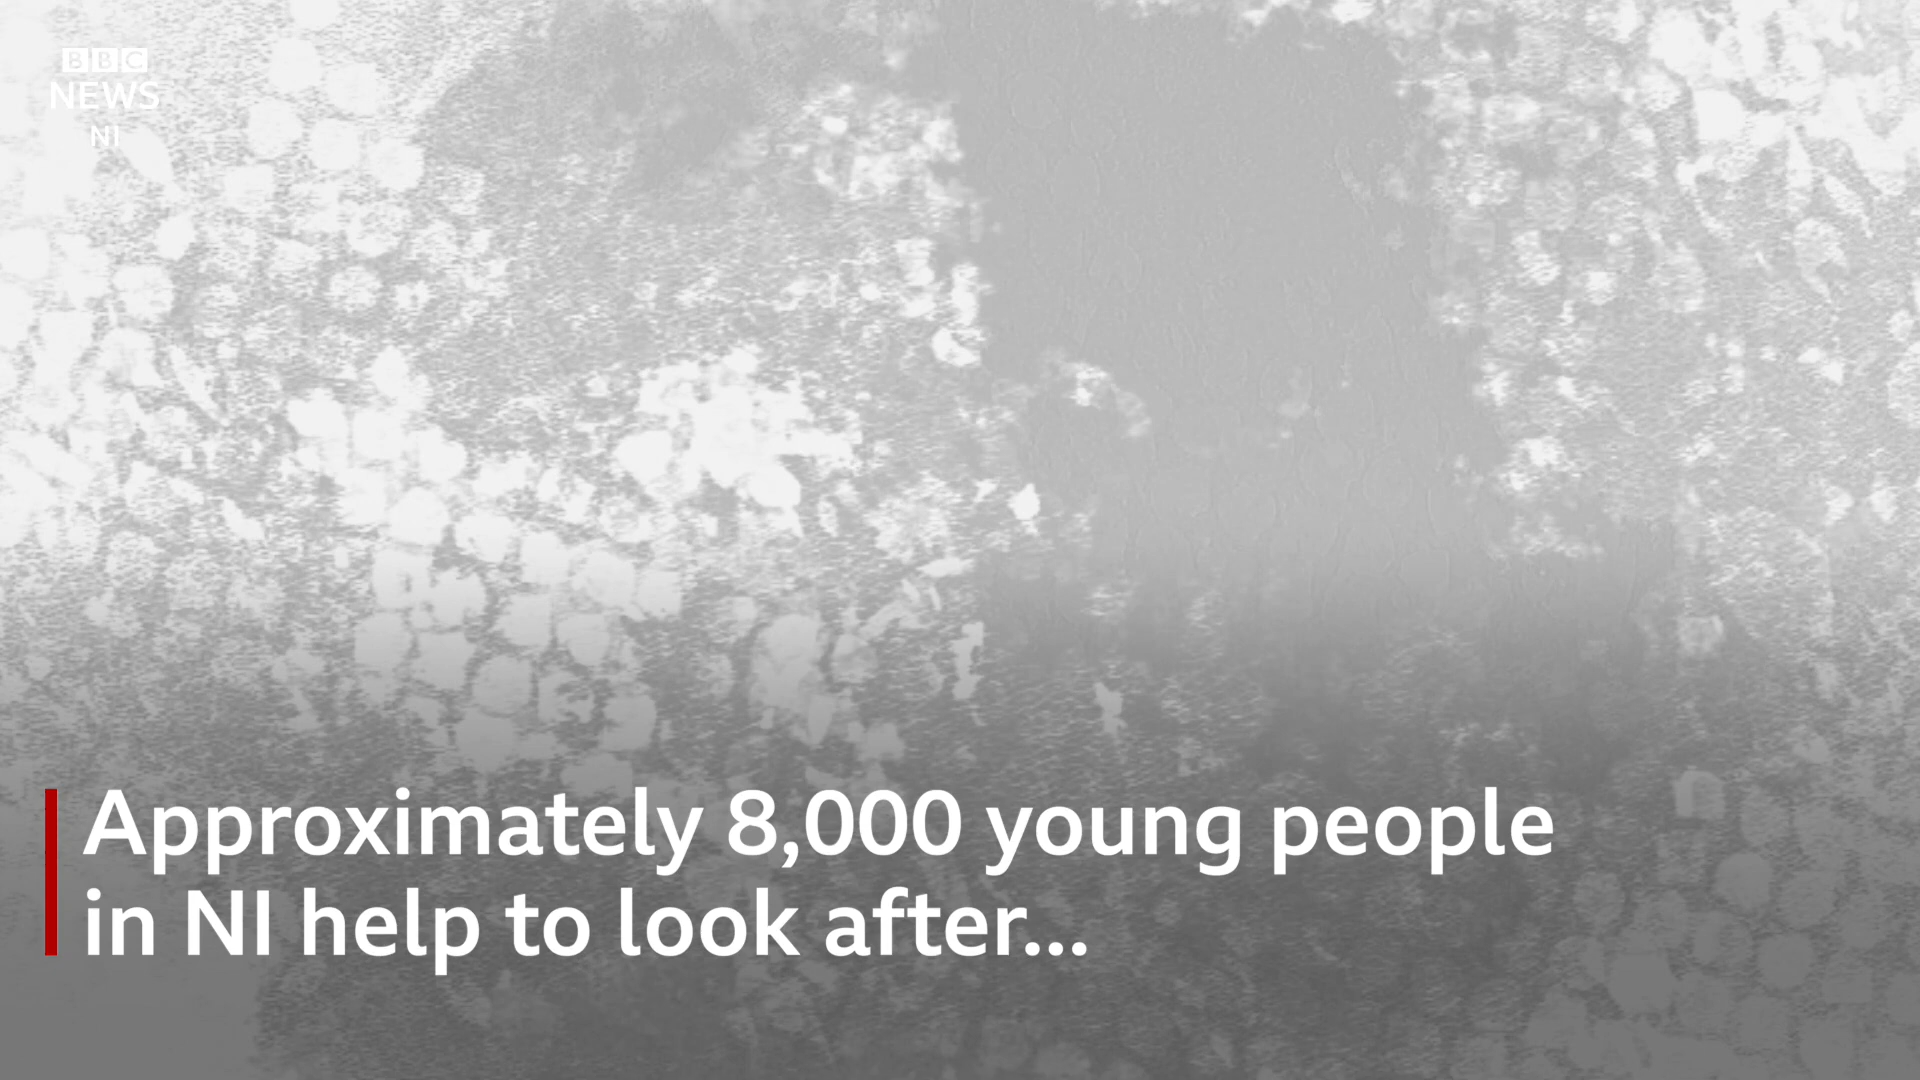 BBC
NEWS
NI
Approximately 8,000 young people
in NI help to look after...